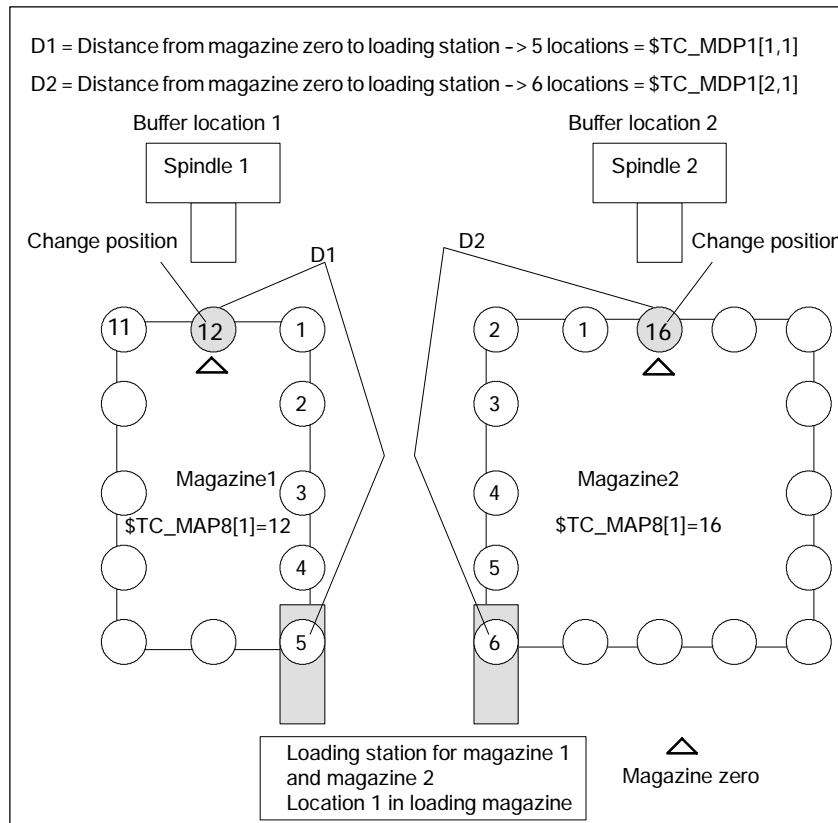 D1 = Distance from magazine zero to loading station -> 5 locations = $TC_MDP1[1,1]
D2 = Distance from magazine zero to loading station -> 6 locations = $TC_MDP1[2,1]
Buffer location 1
Buffer location 2
Spindle 1
Spindle 2
Change position
D1
D2
Change position
11
12
1
2
1
16
2
3
Magazine1
3
4
Magazine2
$TC_MAP8[1]=12
$TC_MAP8[1]=16
4
5
5
6
Loading station for magazine 1
and magazine 2
Location 1 in loading magazine
Magazine zero